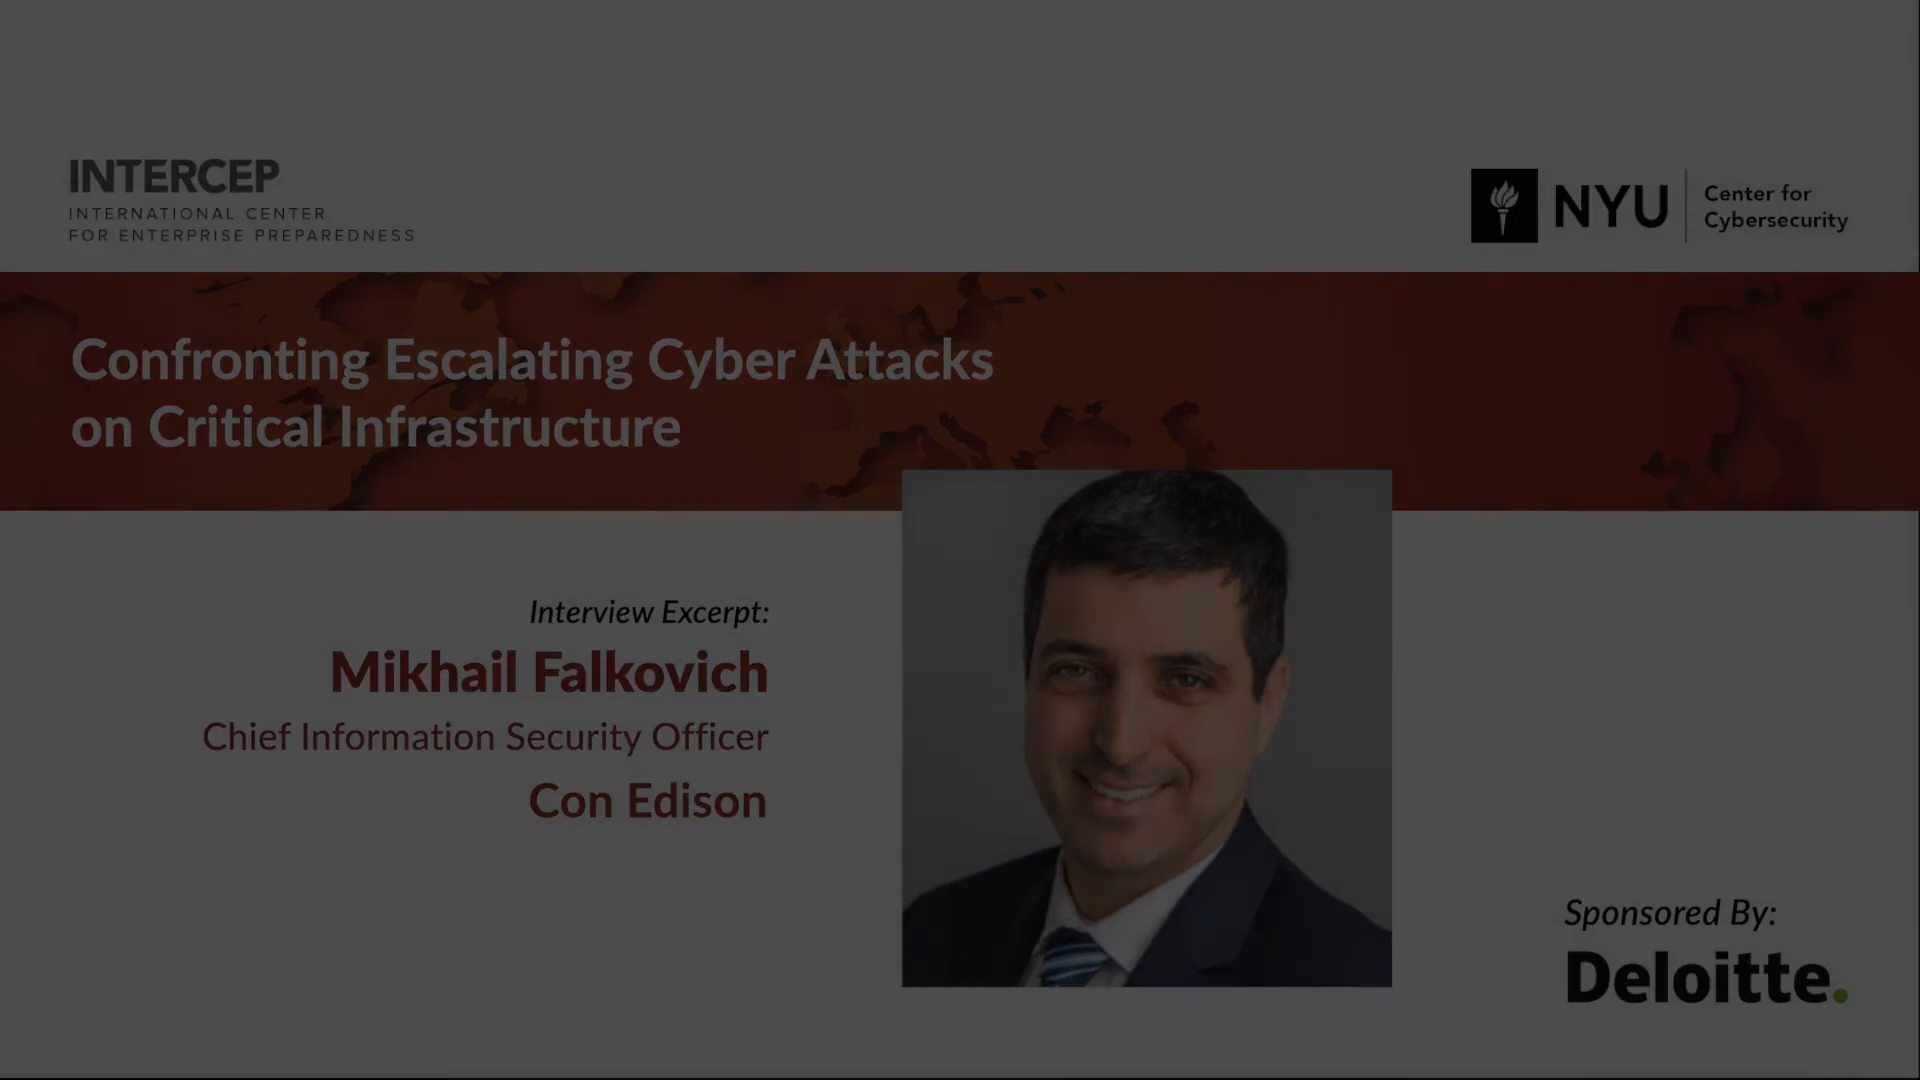 INTERCEP
INTERNATIONAL CENTER
FOR ENTERPRISE PREPAREDNESS
NYU
Center for
Cybersecurity
Confronting Escalating Cyber Attacks
on Critical Infrastructure
Interview Excerpt:
Mikhail Falkovich
Chief Information Security Officer
Con Edison
Sponsored By:
Deloitte.